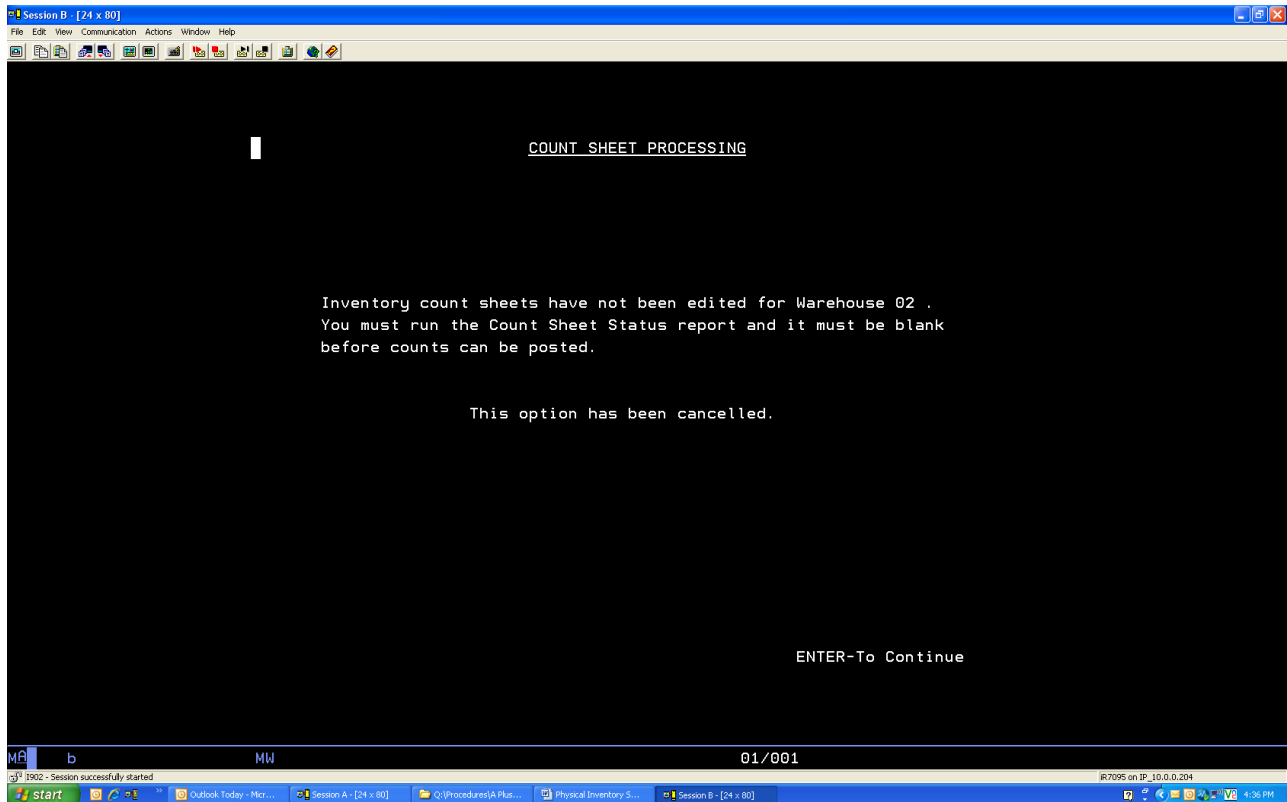 Session B - [24 x 80]
File Edit View Communication Actions Window Help
COUNT SHEET PROCESSING
Inventory count sheets have not been edited for Warehouse 02 .
You must run the Count Sheet Status report and it must be blank
before counts can be posted.
This option has been cancelled.
ENTER-To Continue
MA b MW 01/001
I902 - Session successfully started iR7095 on IP_10.0.0.204
start Outlook Today - Micr... Session A - [24 x 80] Q:\Procedures\A Plus... Physical Inventory S... Session B - [24 x 80] 4:36 PM